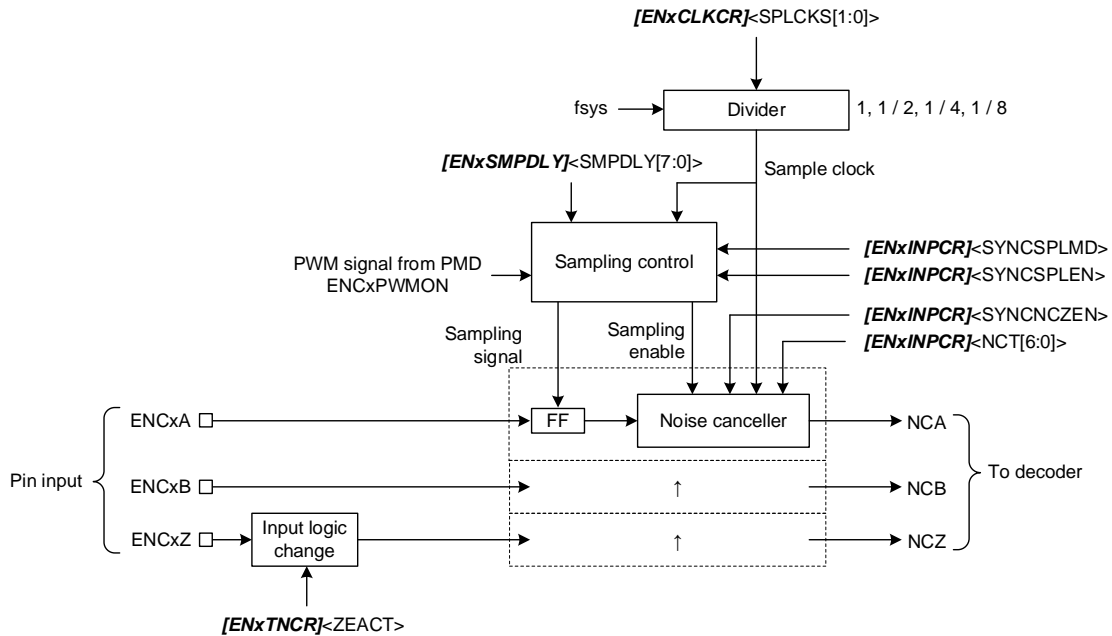 [ENxCLKCR]<SPLCKS[1:0]>
fsys
Divider
1, 1 / 2, 1 / 4, 1 / 8
[ENxSMPDLY]<SMPDLY[7:0]>
Sample clock
Sampling control
PWM signal from PMD
ENCxPWMON
[ENxINPCR]<SYNCSPLMD>
[ENxINPCR]<SYNCSPLEN>
[ENxINPCR]<SYNCNCZEN>
[ENxINPCR]<NCT[6:0]>
Sampling
signal
Sampling
enable
Pin input
ENCxA
FF
Noise canceller
NCA
ENCxB
↑
NCB
To decoder
ENCxZ
Input logic
change
↑
NCZ
[ENxTNCR]<ZEACT>